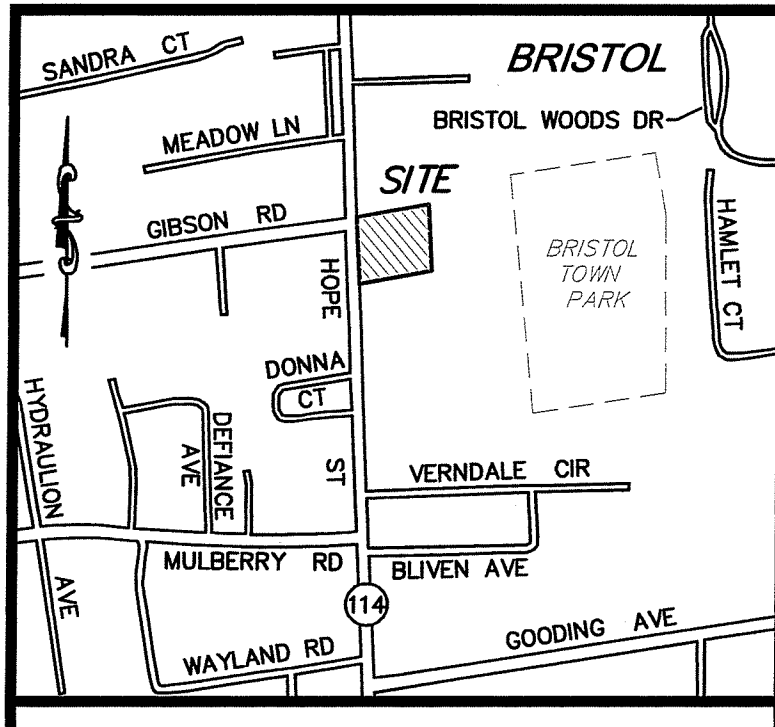 SANDRA CT
BRISTOL
BRISTOL WOODS DR
MEADOW LN
SITE
GIBSON RD
HAMLET CT
BRISTOL
TOWN
PARK
HOPE
ST
DONNA
CT
HYDRAULION
AVE
DEFIANCE
AVE
VERNDALE CIR
MULBERRY RD
BLIVEN AVE
114
GOODING AVE
WAYLAND RD